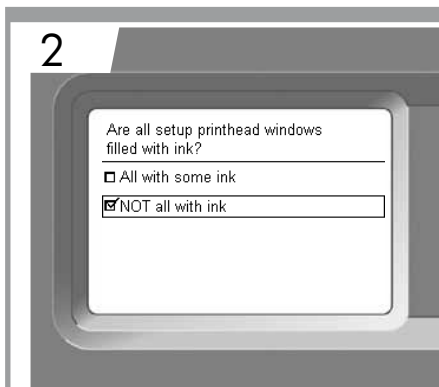 2
Are all setup printhead windows
filled with ink?
All with some ink
NOT all with ink